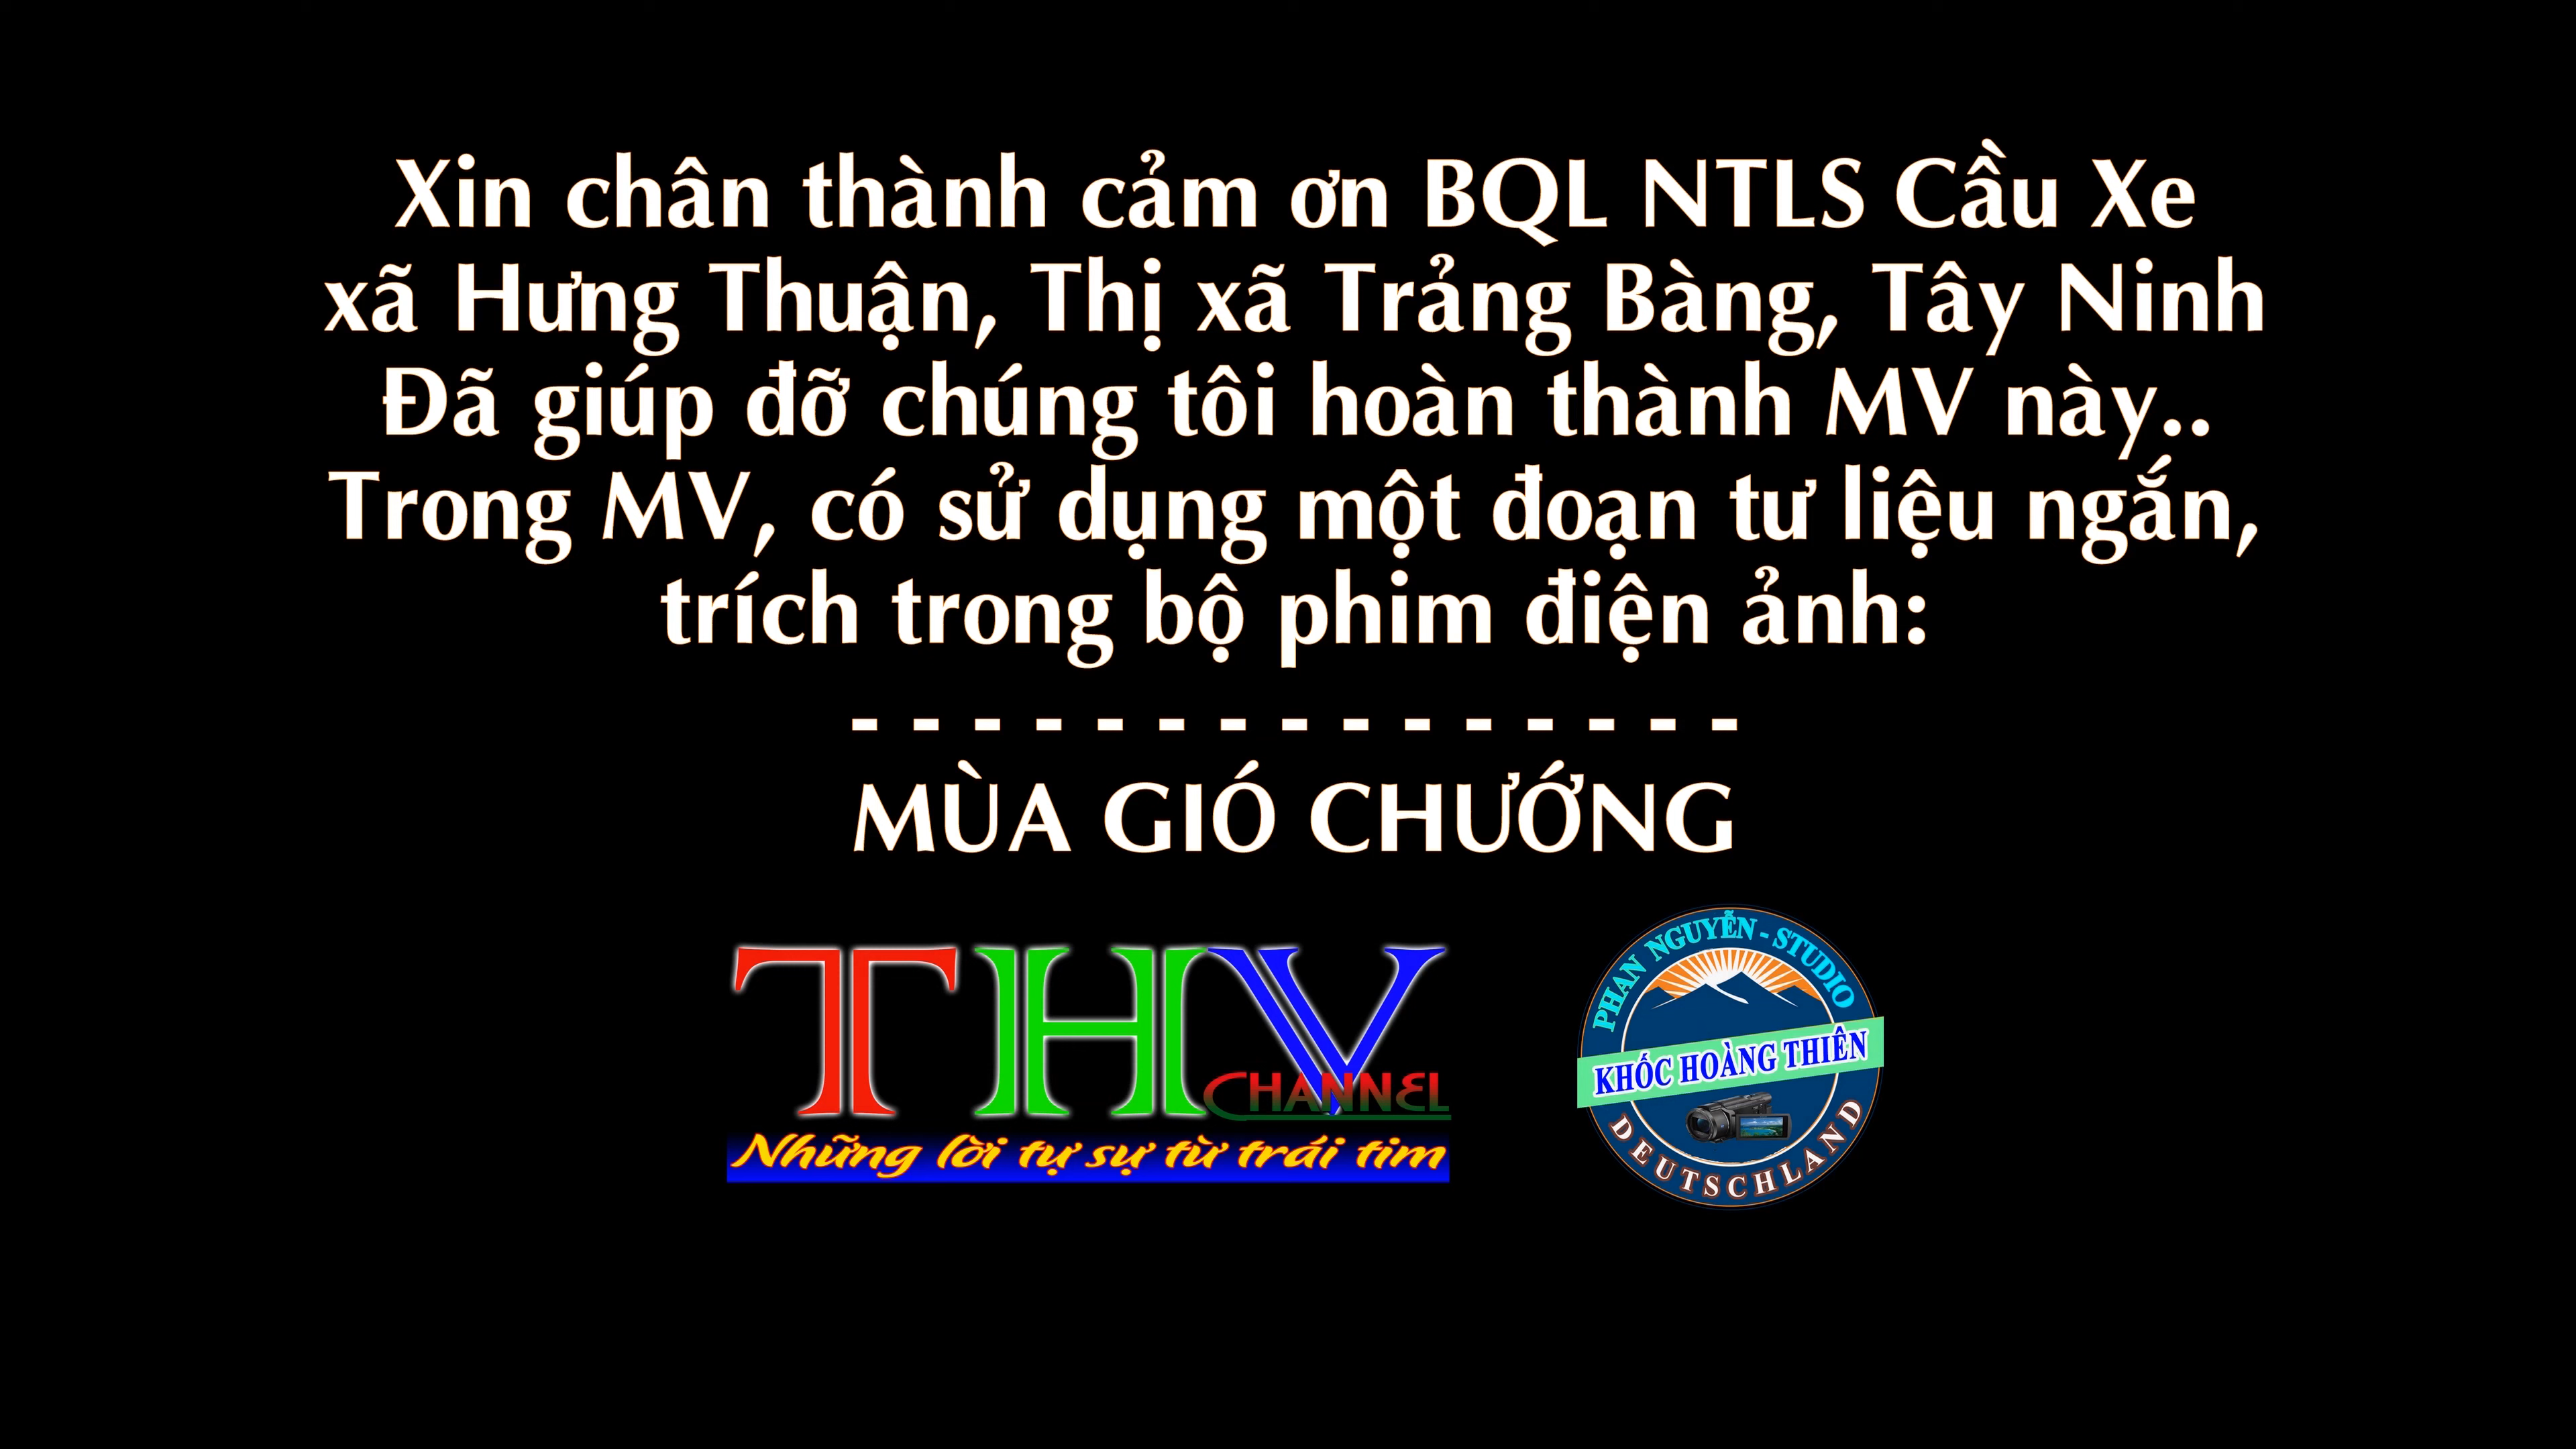 Xin chân thành cảm ơn BQL NTLS Cầu Xe
xã Hưng Thuận, Thị xã Trảng Bàng, Tây Ninh
Đã giúp đỡ chúng tôi hoàn thành MV này..
Trong MV, có sử dụng một đoạn tư liệu ngắn,
trích trong bộ phim điện ảnh:
- - - - - - - - - - - - - - -
MÙA GIÓ CHƯỚNG
THV
CHANNEL
Những lời tự sự từ trái tim
PHAN NGUYỄN - STUDIO
KHỐC HOÀNG THIÊN
DEUTSCHLAND